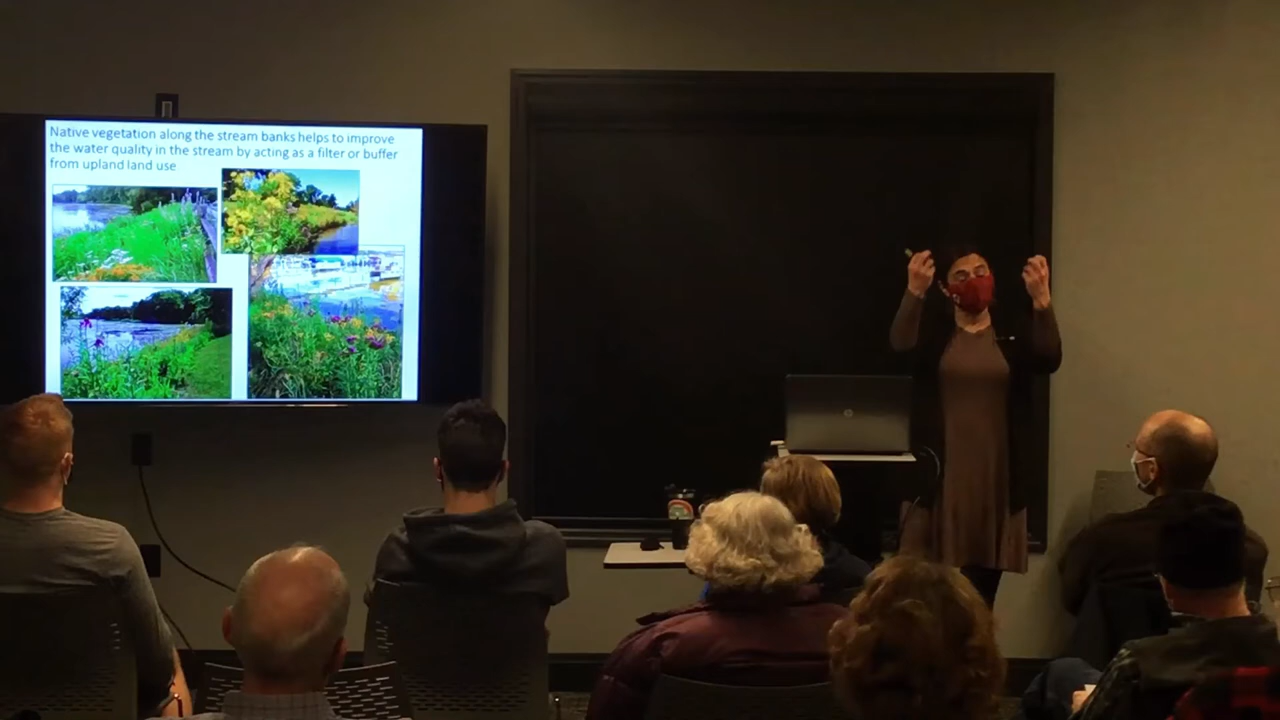 Native vegetation along the stream banks helps to improve
the water quality in the stream by acting as a filter or buffer
from upland land use